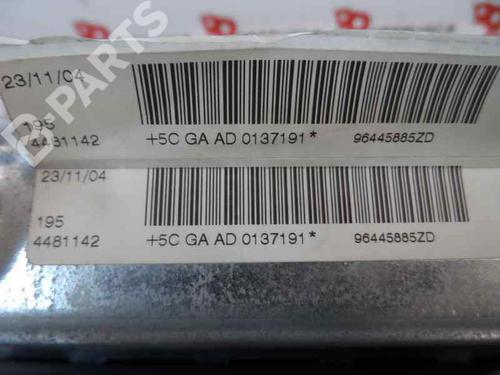 23/11/04
195
4481142
+5C GA AD 0137191*
96445885ZD
23/11/04
195
4481142
+5C GA AD 0137191*
96445885ZD
B-PARTS